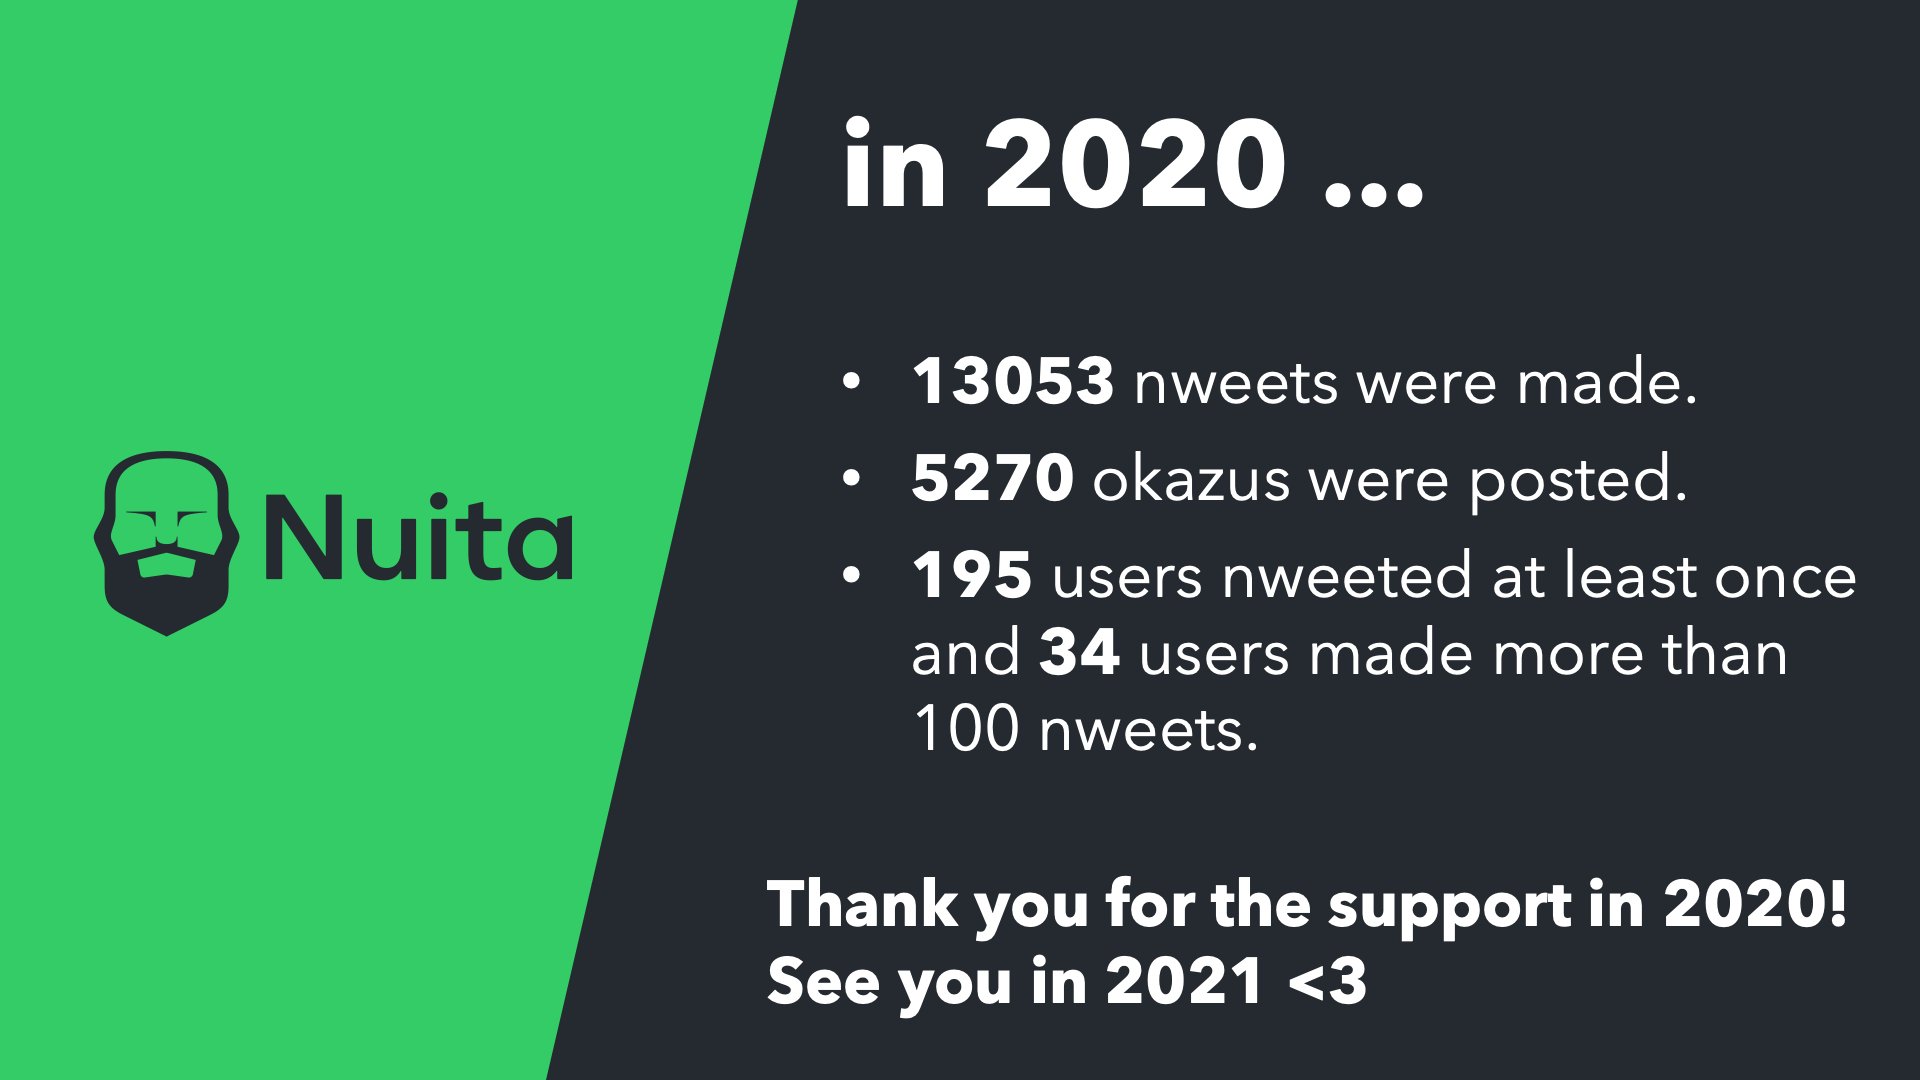 Nuita
in 2020 ...
• 13053 nweets were made.
• 5270 okazus were posted.
• 195 users nweeted at least once
and 34 users made more than
100 nweets.
Thank you for the support in 2020!
See you in 2021 <3